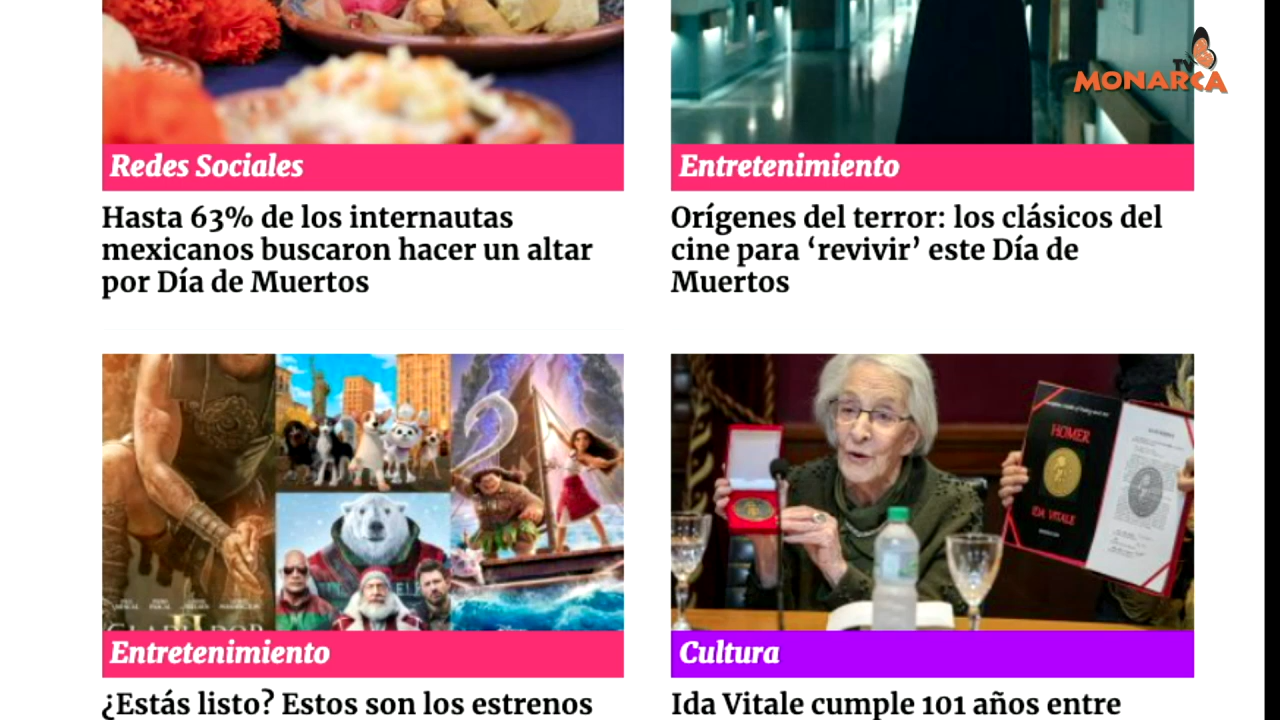 TV
MONARCA
Redes Sociales
Entretenimiento
Hasta 63% de los internautas
mexicanos buscaron hacer un altar
por Día de Muertos
Orígenes del terror: los clásicos del
cine para ‘revivir’ este Día de
Muertos
HOMER
IDA VITALE
II
Entretenimiento
Cultura
¿Estás listo? Estos son los estrenos
Ida Vitale cumple 101 años entre